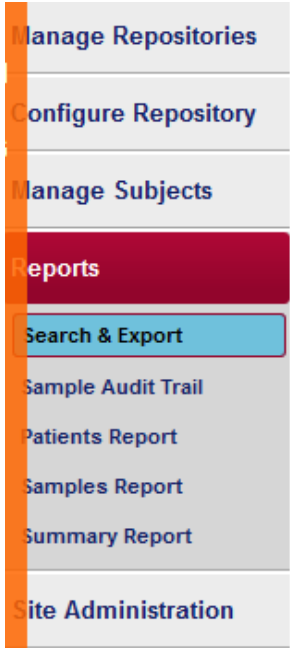 Manage Repositories
Configure Repository
Manage Subjects
Reports
Search & Export
Sample Audit Trail
Patients Report
Samples Report
Summary Report
Site Administration